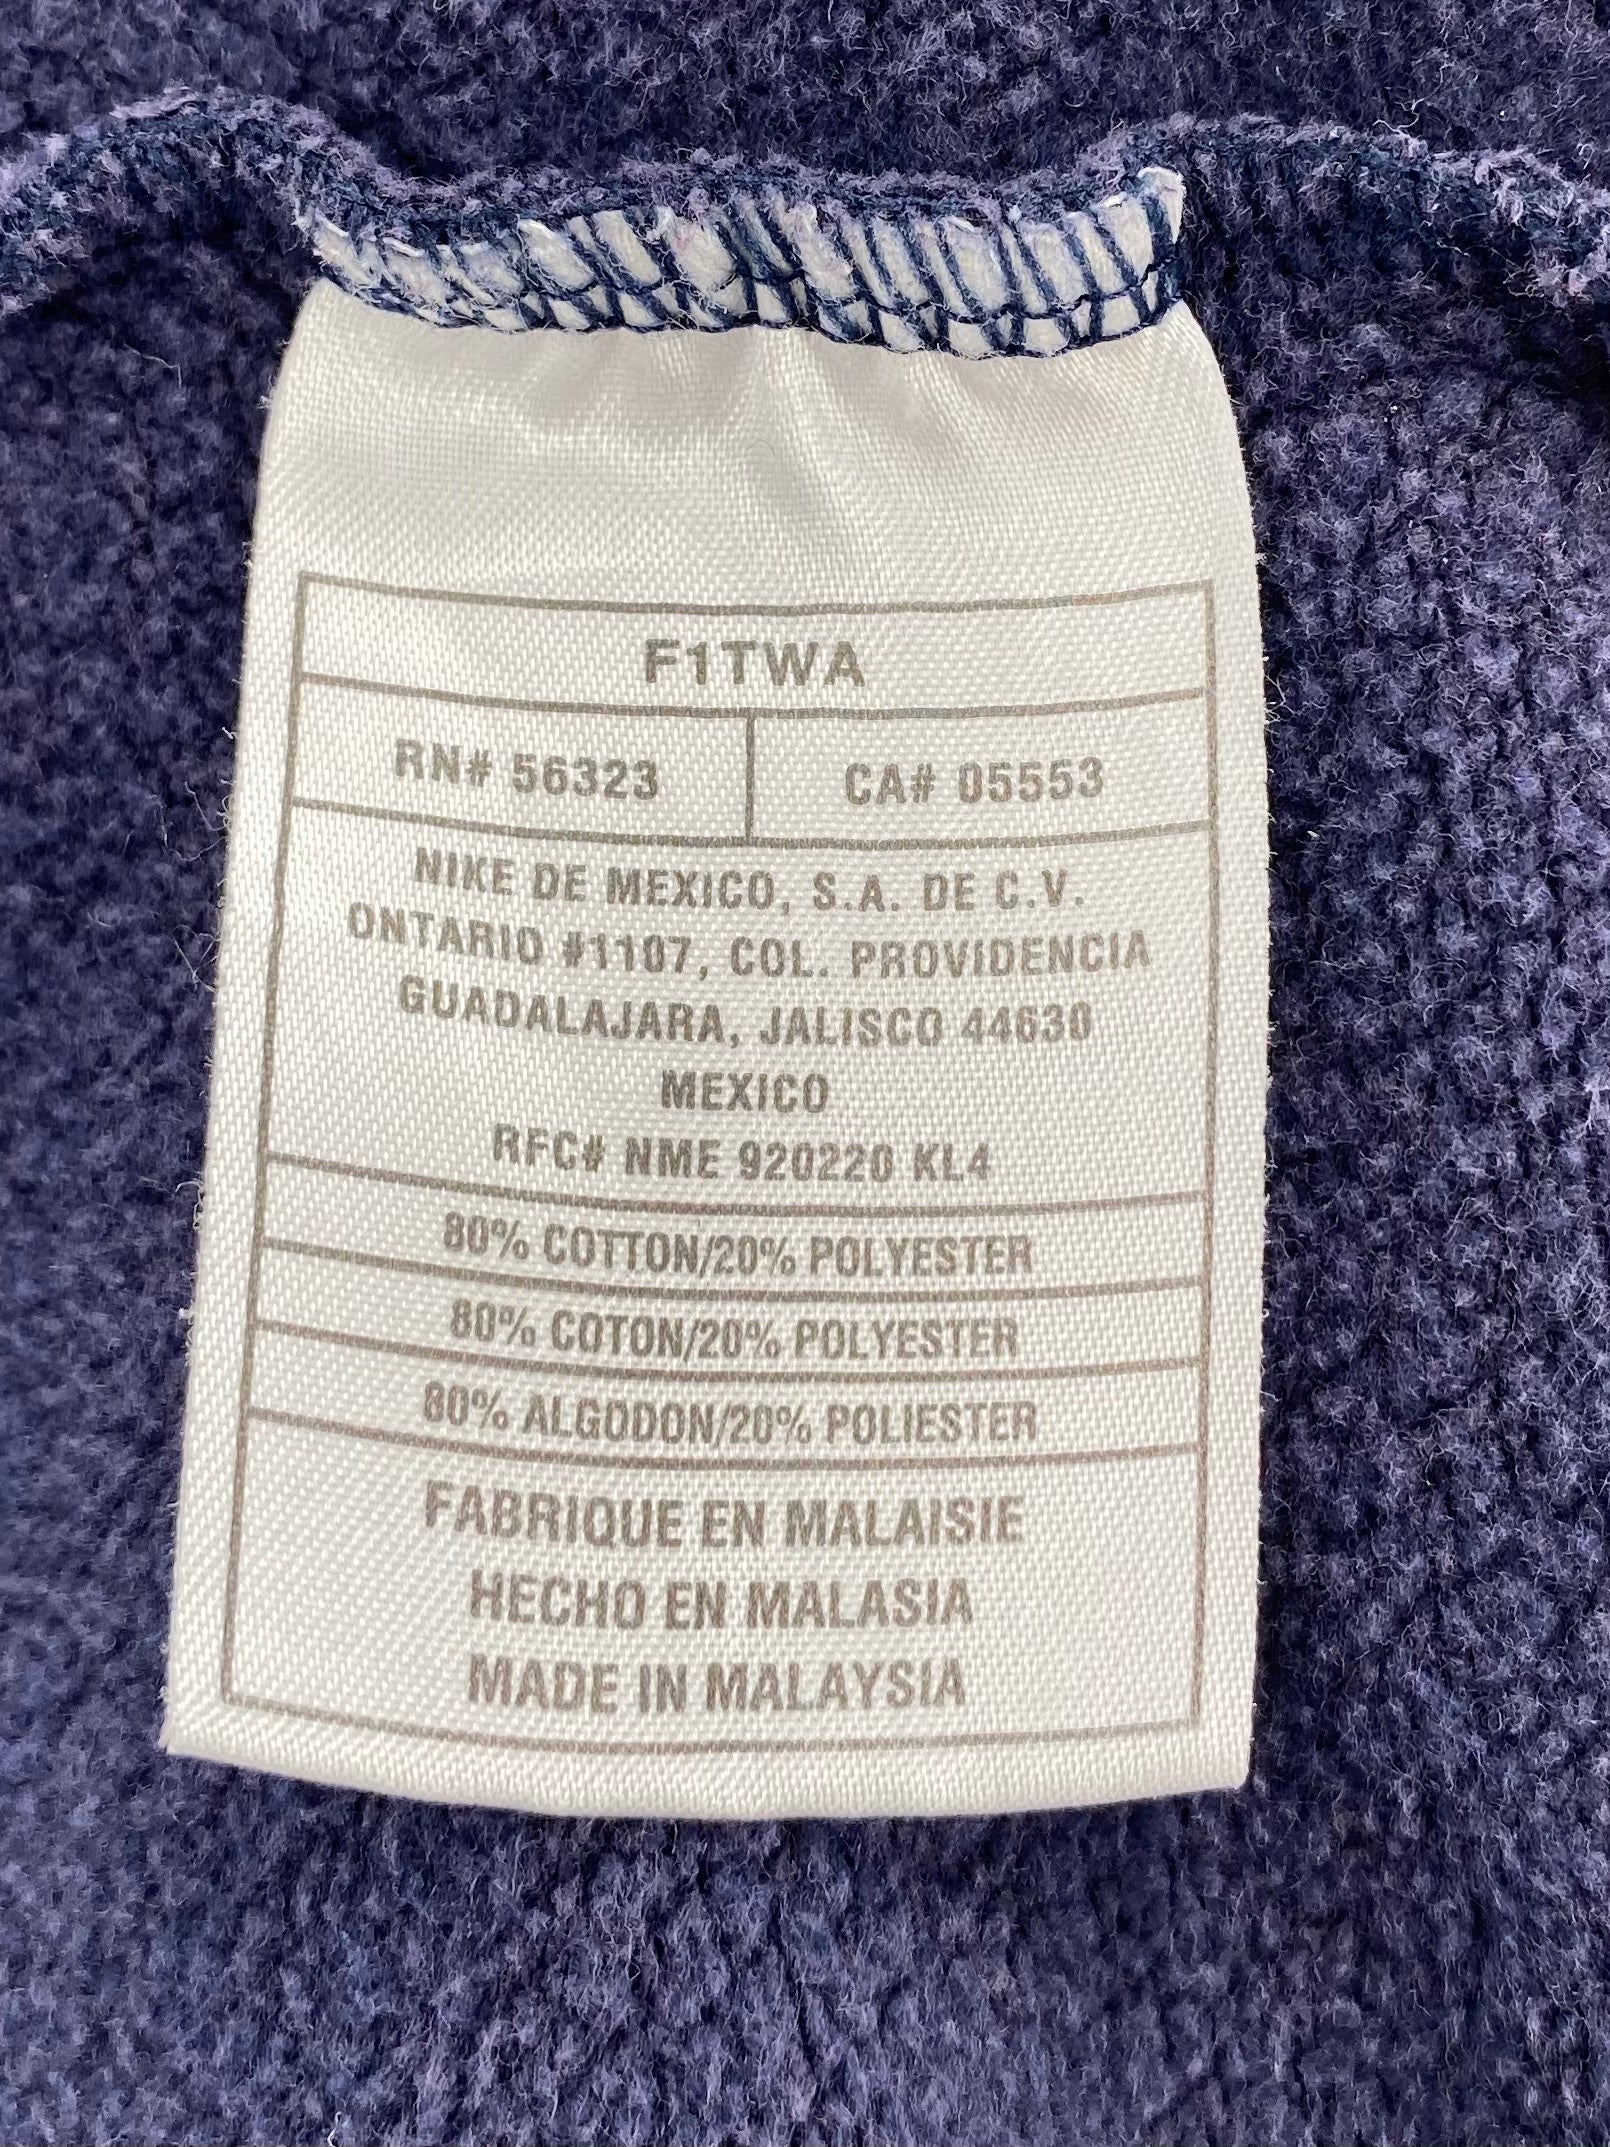 F1TWA
RN# 56323
CA# 05553
NIKE DE MEXICO, S.A. DE C.V.
ONTARIO #1107, COL. PROVIDENCIA
GUADALAJARA, JALISCO 44630
MEXICO
RFC# NME 920220 KL4
80% COTTON/20% POLYESTER
80% COTON/20% POLYESTER
80% ALGODON/20% POLIESTER
FABRIQUE EN MALAISIE
HECHO EN MALASIA
MADE IN MALAYSIA